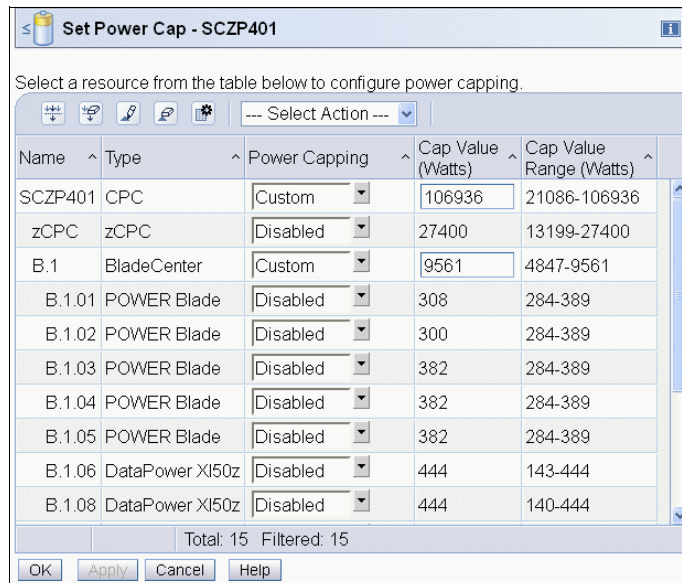 Set Power Cap - SCZP401
Select a resource from the table below to configure power capping.
--- Select Action ---
Name Type Power Capping Cap Value (Watts) Cap Value Range (Watts)
SCZP401 CPC Custom 106936 21086-106936
zCPC zCPC Disabled 27400 13199-27400
B.1 BladeCenter Custom 9561 4847-9561
B.1.01 POWER Blade Disabled 308 284-389
B.1.02 POWER Blade Disabled 300 284-389
B.1.03 POWER Blade Disabled 382 284-389
B.1.04 POWER Blade Disabled 382 284-389
B.1.05 POWER Blade Disabled 382 284-389
B.1.06 DataPower XI50z Disabled 444 143-444
B.1.08 DataPower XI50z Disabled 444 140-444
Total: 15 Filtered: 15
OK Apply Cancel Help